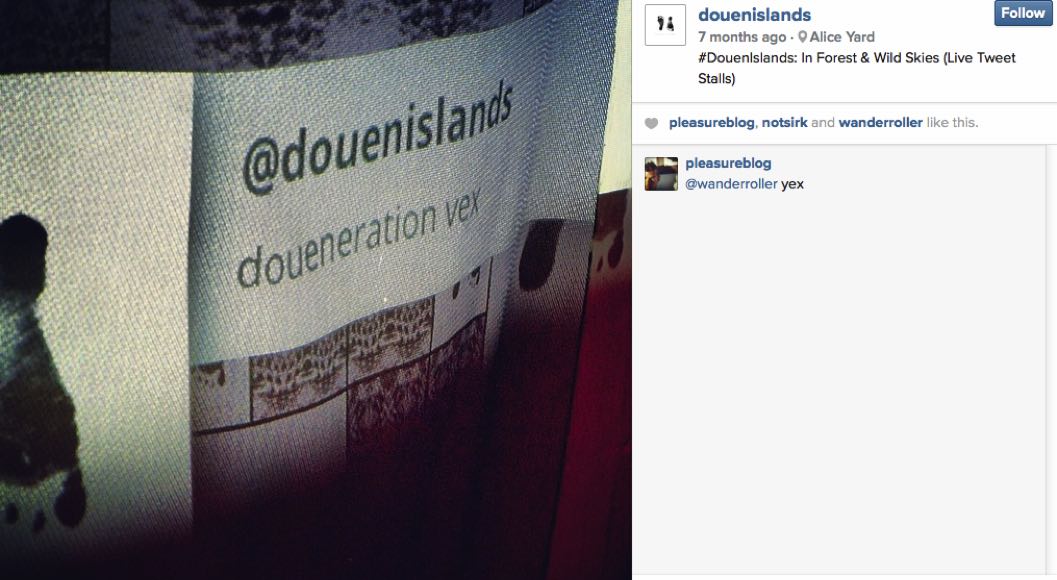 @douenislands
doueneration vex
douenislands
Follow
7 months ago · Alice Yard
#DouenIslands: In Forest & Wild Skies (Live Tweet
Stalls)
pleasureblog, notsirk and wanderroller like this.
pleasureblog
@wanderroller yex